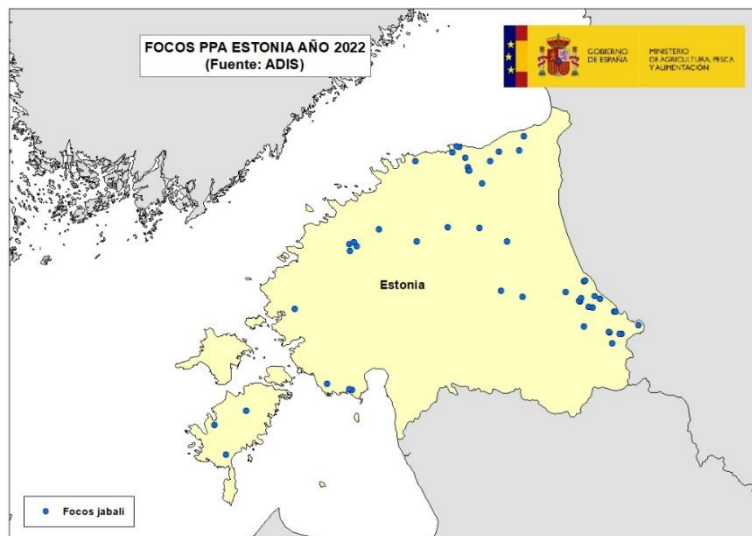 FOCOS PPA ESTONIA AÑO 2022
(Fuente: ADIS)
GOBIERNO
DE ESPAÑA
MINISTERIO
DE AGRICULTURA, PESCA
Y ALIMENTACIÓN
Estonia
Focos jabalí